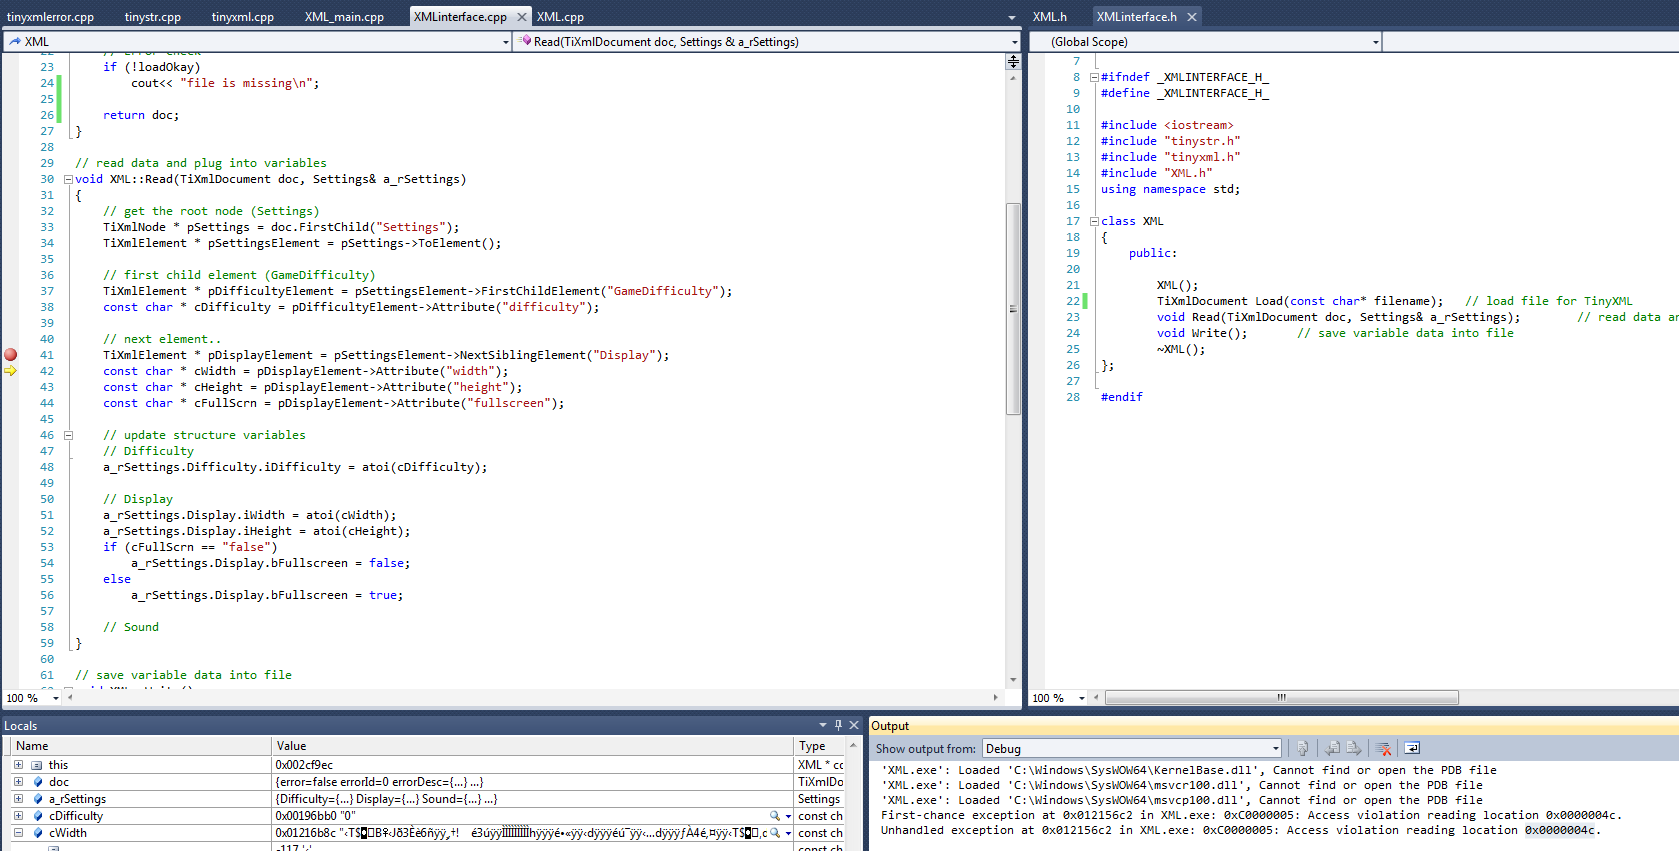 tinyxmlerror.cpp tinystr.cpp tinyxml.cpp XML_main.cpp XMLinterface.cpp XML.cpp
XML
Read(TiXmlDocument doc, Settings & a_rSettings)
22 // error check
23 if (!loadOkay)
24 cout<< "file is missing\n";
25
26 return doc;
27 }
28
29 // read data and plug into variables
30 void XML::Read(TiXmlDocument doc, Settings& a_rSettings)
31 {
32 // get the root node (Settings)
33 TiXmlNode * pSettings = doc.FirstChild("Settings");
34 TiXmlElement * pSettingsElement = pSettings->ToElement();
35
36 // first child element (GameDifficulty)
37 TiXmlElement * pDifficultyElement = pSettingsElement->FirstChildElement("GameDifficulty");
38 const char * cDifficulty = pDifficultyElement->Attribute("difficulty");
39
40 // next element..
41 TiXmlElement * pDisplayElement = pSettingsElement->NextSiblingElement("Display");
42 const char * cWidth = pDisplayElement->Attribute("width");
43 const char * cHeight = pDisplayElement->Attribute("height");
44 const char * cFullScrn = pDisplayElement->Attribute("fullscreen");
45
46 // update structure variables
47 // Difficulty
48 a_rSettings.Difficulty.iDifficulty = atoi(cDifficulty);
49
50 // Display
51 a_rSettings.Display.iWidth = atoi(cWidth);
52 a_rSettings.Display.iHeight = atoi(cHeight);
53 if (cFullScrn == "false")
54 a_rSettings.Display.bFullscreen = false;
55 else
56 a_rSettings.Display.bFullscreen = true;
57
58 // Sound
59 }
60
61 // save variable data into file
100 %
XML.h XMLinterface.h
(Global Scope)
7
8 #ifndef _XMLINTERFACE_H_
9 #define _XMLINTERFACE_H_
10
11 #include <iostream>
12 #include "tinystr.h"
13 #include "tinyxml.h"
14 #include "XML.h"
15 using namespace std;
16
17 class XML
18 {
19 public:
20
21 XML();
22 TiXmlDocument Load(const char* filename); // load file for TinyXML
23 void Read(TiXmlDocument doc, Settings& a_rSettings); // read data an
24 void Write(); // save variable data into file
25 ~XML();
26 };
27
28 #endif
100 %
Locals
Name Value Type
this 0x002cf9ec XML * cc
doc {error=false errorId=0 errorDesc={...} ...} TiXmlDo
a_rSettings {Difficulty={...} Display={...} Sound={...} ...} Settings
cDifficulty 0x00196bb0 "0" const ch
cWidth 0x01216b8c const ch
-117 '‹' const ch
Output
Show output from: Debug
'XML.exe': Loaded 'C:\Windows\SysWOW64\KernelBase.dll', Cannot find or open the PDB file
'XML.exe': Loaded 'C:\Windows\SysWOW64\msvcr100.dll', Cannot find or open the PDB file
'XML.exe': Loaded 'C:\Windows\SysWOW64\msvcp100.dll', Cannot find or open the PDB file
First-chance exception at 0x012156c2 in XML.exe: 0xC0000005: Access violation reading location 0x0000004c.
Unhandled exception at 0x012156c2 in XML.exe: 0xC0000005: Access violation reading location 0x0000004c.